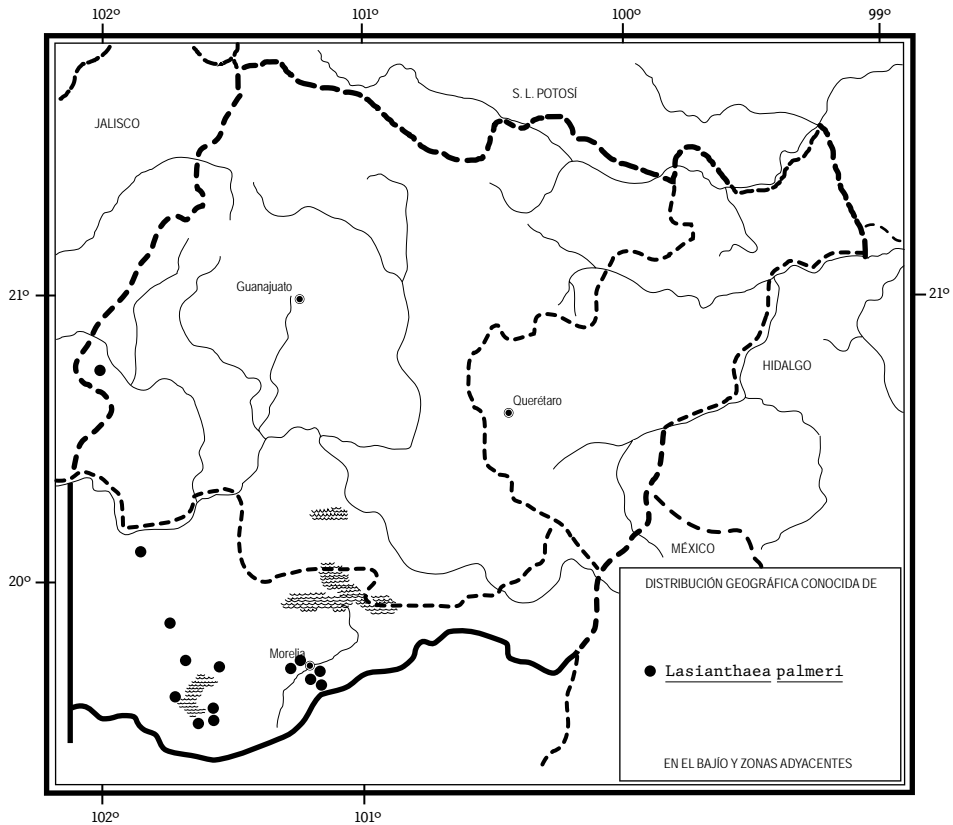 102º 101º 100º 99º
S. L. POTOSÍ
JALISCO
Guanajuato
21º 21º
HIDALGO
Querétaro
MÉXICO
20º
DISTRIBUCIÓN GEOGRÁFICA CONOCIDA DE
Morelia
Lasianthaea palmeri
EN EL BAJÍO Y ZONAS ADYACENTES
102º 101º